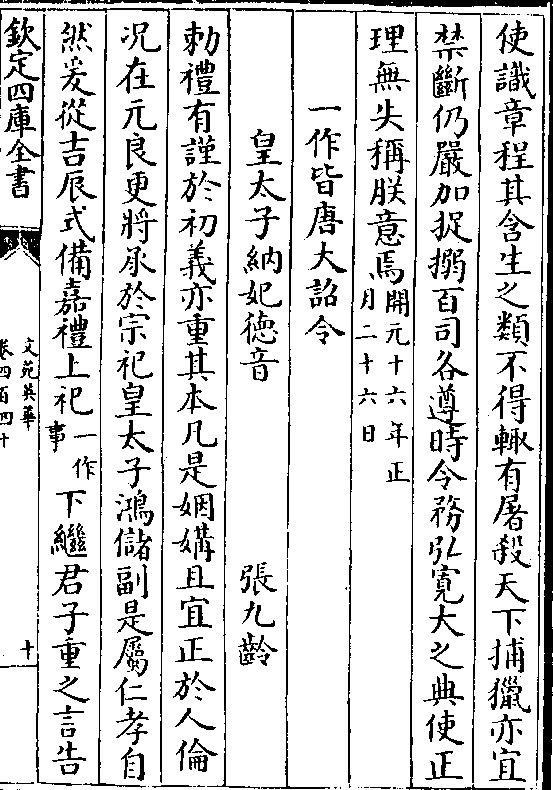 使識章程其含生之類不得輙有屠殺天下捕獵亦宜
禁斷仍嚴加捉搦百司各遵時令務弘寛大之典使正
理無失稱朕意焉開元十六年正
月二十六日
一作皆唐大詔令
皇太子納妃德音 張九齡
勅禮有謹於初義亦重其本凡是姻媾且宜正於人倫
況在元良更將承於宗祀皇太子鴻儲副是屬仁孝自
然爰從吉辰式備嘉禮上祀一作
事下繼君子重之言告
欽定四庫全書
文苑英華
卷四百四十
十